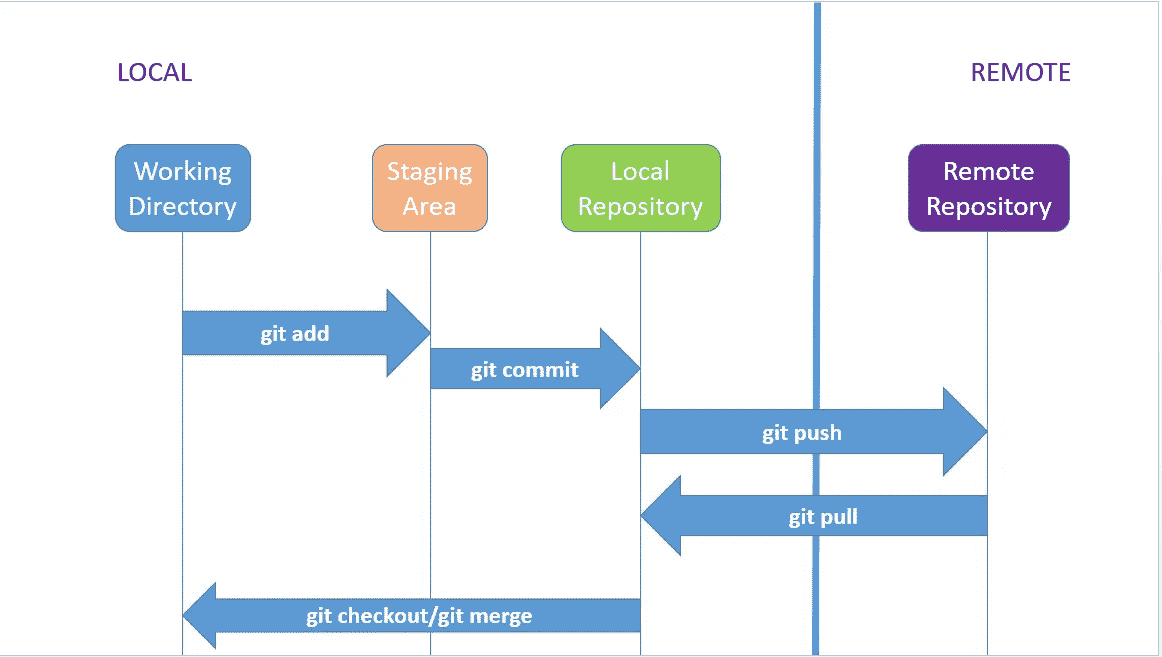 LOCAL
REMOTE
Working
Directory
Staging
Area
Local
Repository
Remote
Repository
git add
git commit
git push
git pull
git checkout/git merge